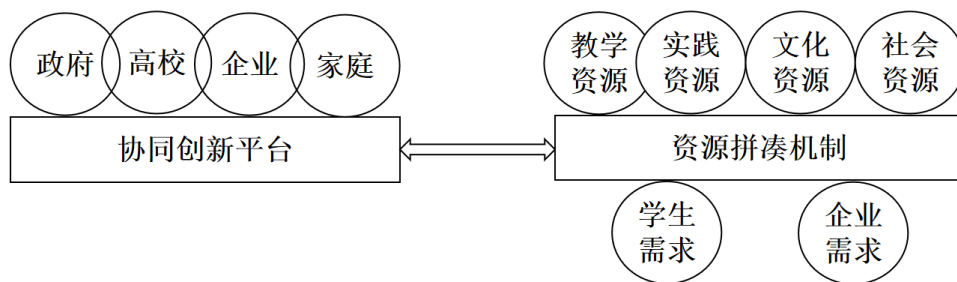 政府
高校
企业
家庭
协同创新平台
教学
资源
实践
资源
文化
资源
社会
资源
资源拼凑机制
学生
需求
企业
需求